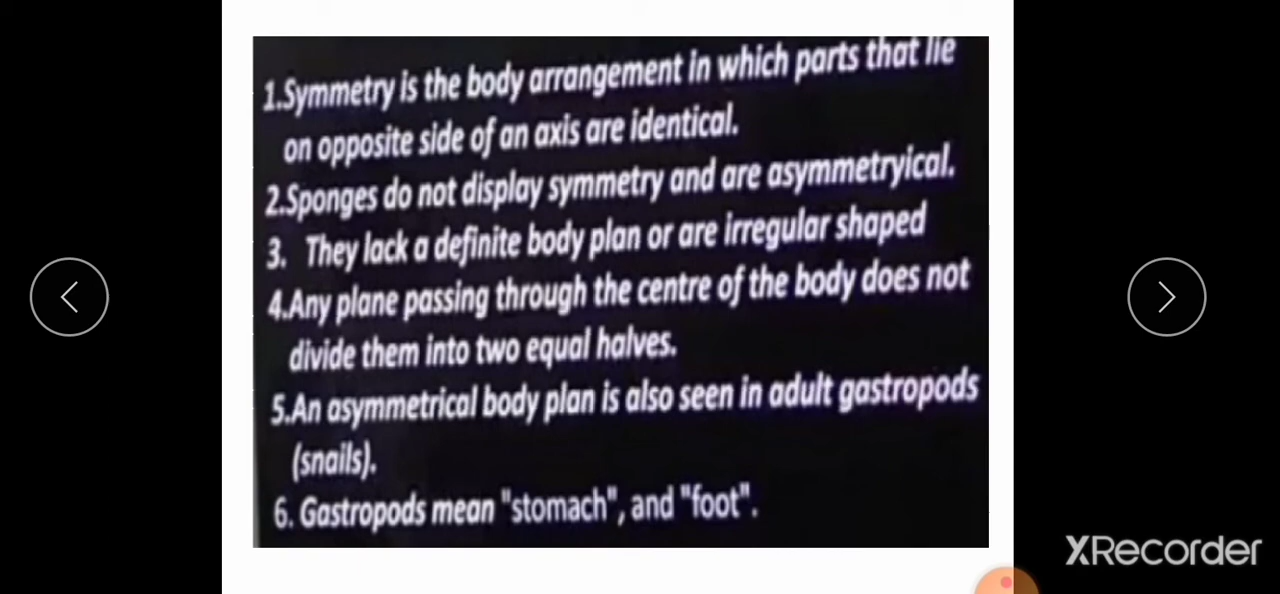 1.Symmetry is the body arrangement in which parts that lie
on opposite side of an axis are identical.
2.Sponges do not display symmetry and are asymmetryical.
3. They lack a definite body plan or are irregular shaped
4.Any plane passing through the centre of the body does not
divide them into two equal halves.
5.An asymmetrical body plan is also seen in adult gastropods
(snails).
6. Gastropods mean "stomach", and "foot".
XRecorder